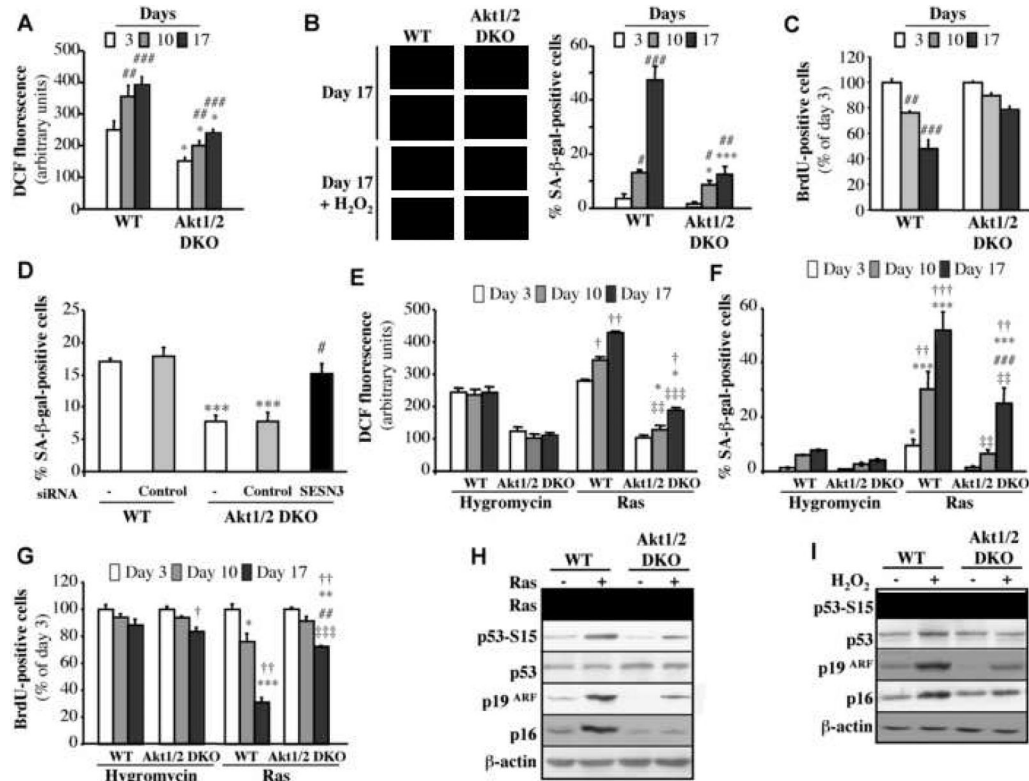 A
Days
3 10 17
DCF fluorescence
(arbitrary units)
500
400
300
200
100
0
## ###
* ## * ### *
WT Akt1/2 DKO
B
WT Akt1/2 DKO
Day 17
Day 17 + H2O2
Days
3 10 17
% SA-β-gal-positive cells
60
40
20
0
# ###
# * ## ***
WT Akt1/2 DKO
C
Days
3 10 17
BrdU-positive cells
(% of day 3)
120
100
80
60
40
20
0
## ###
WT Akt1/2 DKO
D
% SA-β-gal-positive cells
25
20
15
10
5
0
*** *** #
siRNA - Control - Control SESN3
WT Akt1/2 DKO
E
Day 3 Day 10 Day 17
DCF fluorescence
(arbitrary units)
500
400
300
200
100
0
† ††
* ‡‡ † * ‡‡‡
WT Akt1/2 DKO WT Akt1/2 DKO
Hygromycin Ras
F
Day 3 Day 10 Day 17
% SA-β-gal-positive cells
80
60
40
20
0
* †† *** ††† ***
‡‡ †† *** ### ‡‡
WT Akt1/2 DKO WT Akt1/2 DKO
Hygromycin Ras
G
Day 3 Day 10 Day 17
BrdU-positive cells
(% of day 3)
120
100
80
60
40
20
0
† * †† ***
†† ** ## ‡‡‡
WT Akt1/2 DKO WT Akt1/2 DKO
Hygromycin Ras
H
WT Akt1/2 DKO
Ras - + - +
Ras
p53-S15
p53
p19 ARF
p16
β-actin
I
WT Akt1/2 DKO
H2O2 - + - +
p53-S15
p53
p19 ARF
p16
β-actin